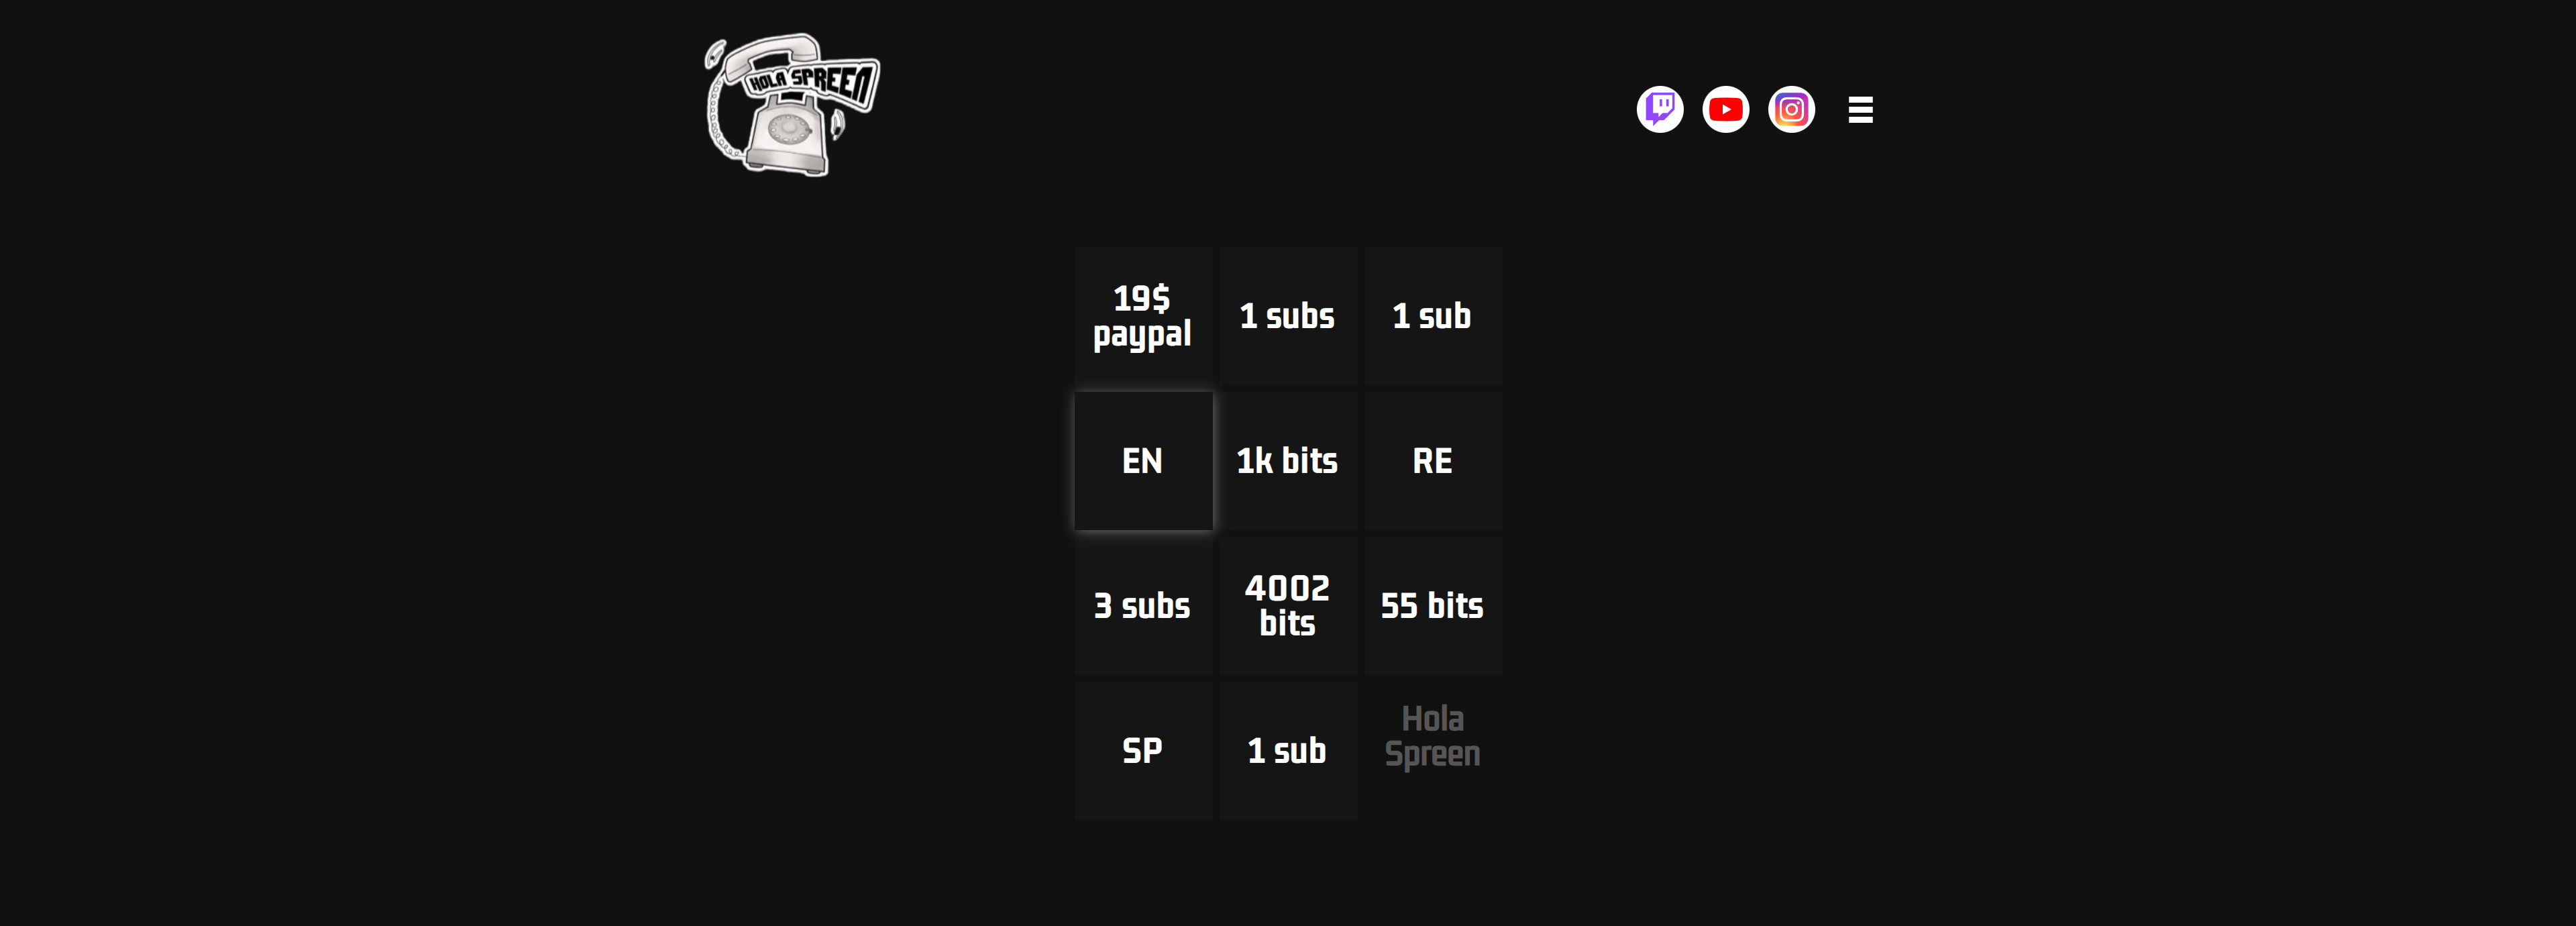 HOLA SPREEN
19$
paypal
1 subs
1 sub
EN
1k bits
RE
3 subs
4002
bits
55 bits
SP
1 sub
Hola
Spreen